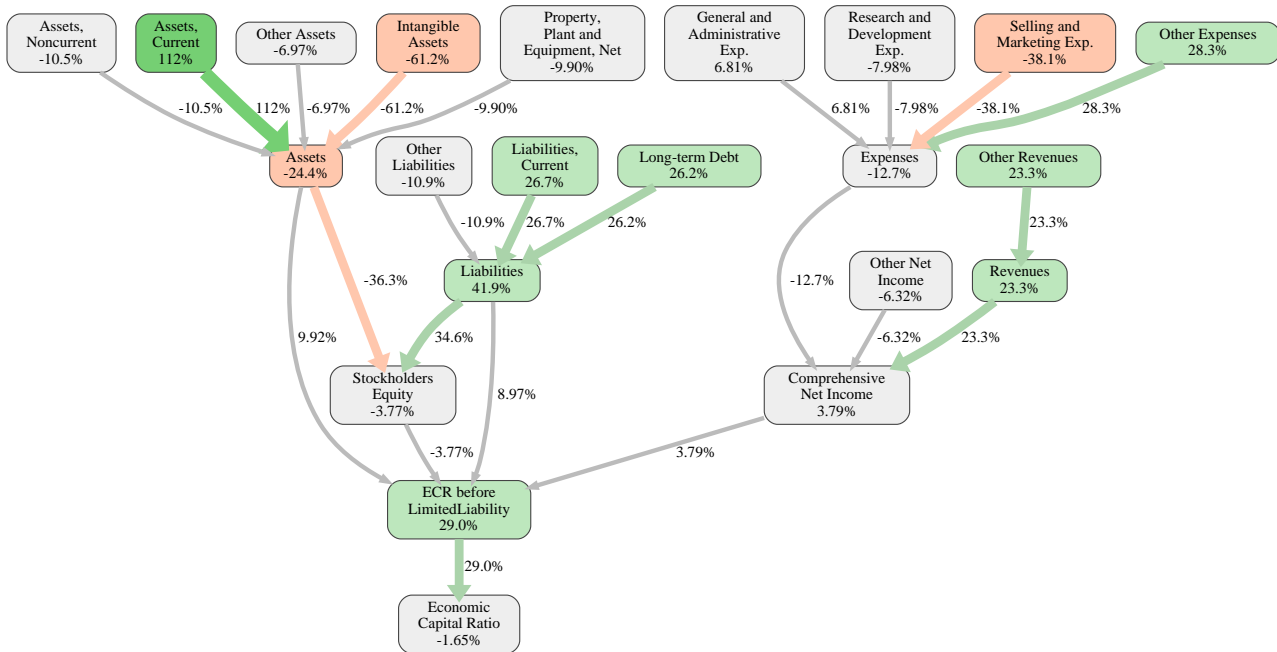 Assets,
Noncurrent
-10.5%
Assets,
Current
112%
Other Assets
-6.97%
Intangible
Assets
-61.2%
Property,
Plant and
Equipment, Net
-9.90%
General and
Administrative
Exp.
6.81%
Research and
Development
Exp.
-7.98%
Selling and
Marketing Exp.
-38.1%
Other Expenses
28.3%
-10.5%
112%
-6.97%
-61.2%
-9.90%
6.81%
-7.98%
-38.1%
28.3%
Assets
-24.4%
Other
Liabilities
-10.9%
Liabilities,
Current
26.7%
Long-term Debt
26.2%
Expenses
-12.7%
Other Revenues
23.3%
-10.9%
26.7%
26.2%
23.3%
-36.3%
Liabilities
41.9%
-12.7%
Other Net
Income
-6.32%
Revenues
23.3%
9.92%
34.6%
-6.32%
23.3%
Stockholders
Equity
-3.77%
8.97%
Comprehensive
Net Income
3.79%
-3.77%
3.79%
ECR before
LimitedLiability
29.0%
29.0%
Economic
Capital Ratio
-1.65%